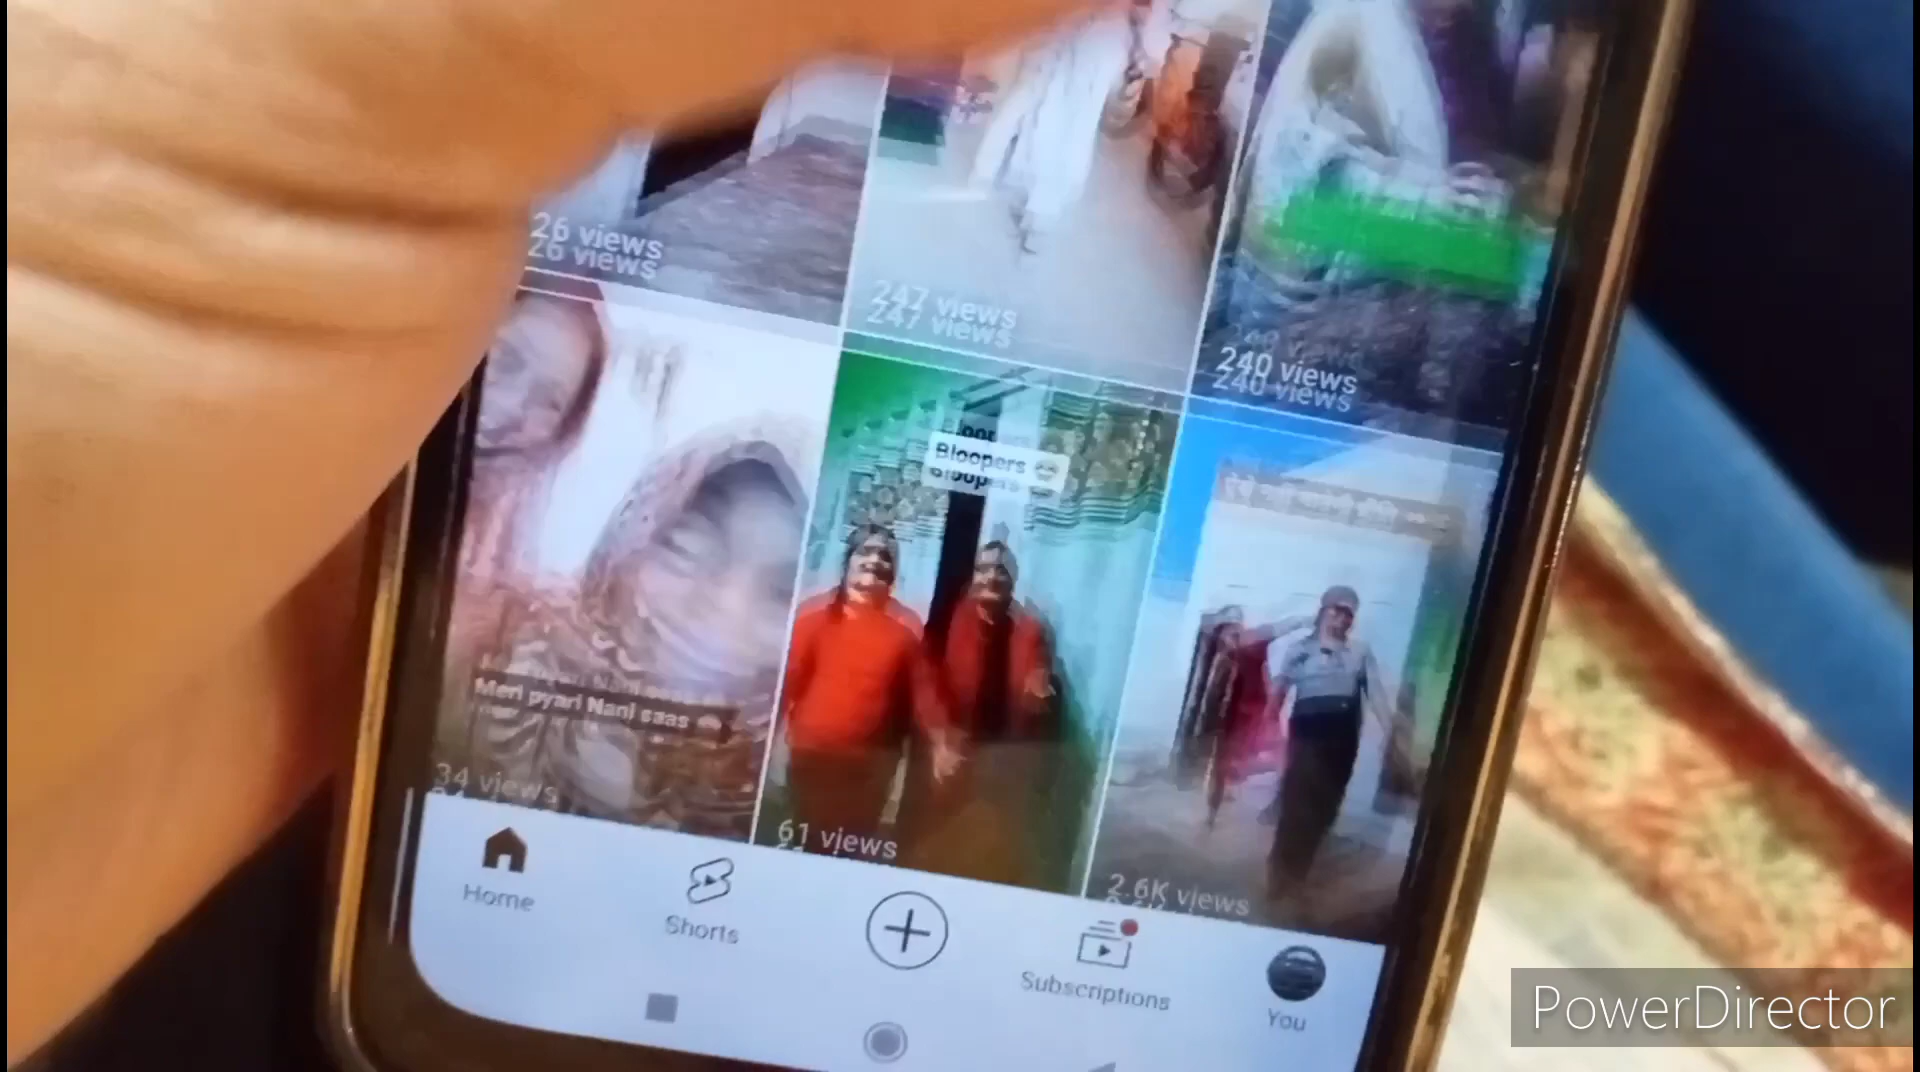 26 views
247 views
240 views
Bloopers
Meri pyari Nani saas
34 views
61 views
2.6K views
Home
Shorts
Subscriptions
You
PowerDirector